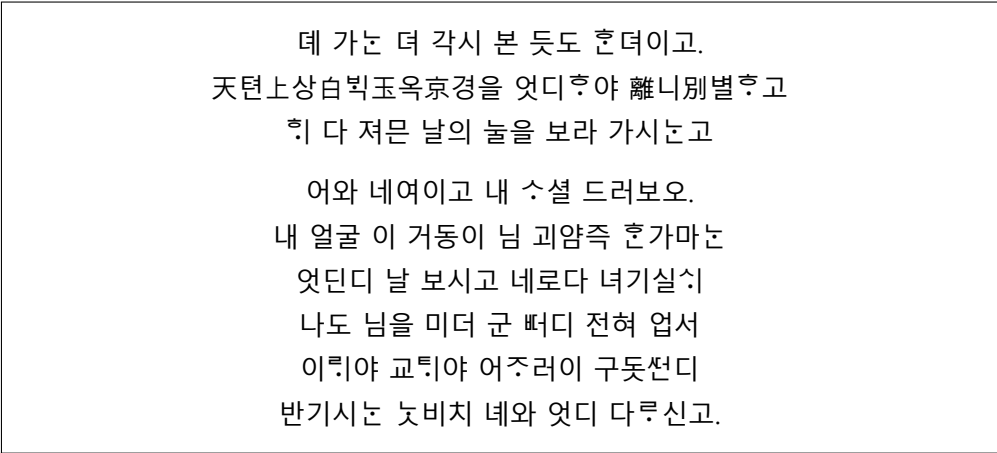 뎨 가ᄂᆞᆫ 뎌 각시 본 듯도 ᄒᆞᆫ뎌이고.
天텬上상白ᄇᆡᆨ玉옥京경을 엇디ᄒᆞ야 離니別별ᄒᆞ고
ᄒᆡ 다 져믄 날의 눌을 보라 가시ᄂᆞᆫ고
어와 네여이고 내 ᄉᆞ셜 드러보오.
내 얼굴 이 거동이 님 괴얌즉 ᄒᆞᆫ가마ᄂᆞᆫ
엇딘디 날 보시고 네로다 녀기실ᄉᆡ
나도 님을 미더 군 ᄠᅥ디 전혀 업서
이ᄅᆡ야 교ᄐᆡ야 어ᄌᆞ러이 구돗ᄯᅥᆫ디
반기시ᄂᆞᆫ ᄂᆞᆺ비치 녜와 엇디 다ᄅᆞ신고.